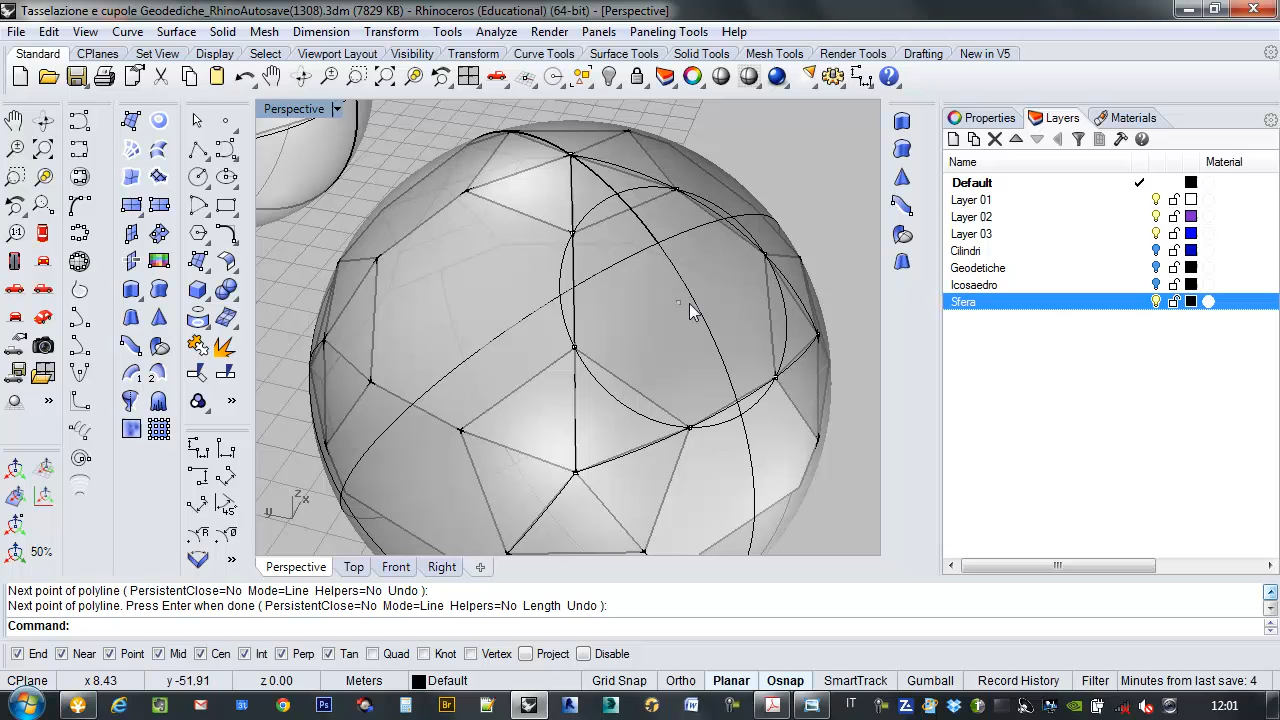 Tasselazione e cupole Geodediche_RhinoAutosave(1308).3dm (7829 KB) - Rhinoceros (Educational) (64-bit) - [Perspective]
File Edit View Curve Surface Solid Mesh Dimension Transform Tools Analyze Render Panels Paneling Tools Help
Standard CPlanes Set View Display Select Viewport Layout Visibility Transform Curve Tools Surface Tools Solid Tools Mesh Tools Render Tools Drafting New in V5
Perspective
Properties Layers Materials
Name Material
Default
Layer 01
Layer 02
Layer 03
Cilindri
Geodetiche
Icosaedro
Sfera
50%
z
x
y
Perspective Top Front Right
Next point of polyline ( PersistentClose=No Mode=Line Helpers=No Undo ):
Next point of polyline. Press Enter when done ( PersistentClose=No Mode=Line Helpers=No Length Undo ):
Command:
End Near Point Mid Cen Int Perp Tan Quad Knot Vertex Project Disable
CPlane x 8.43 y -51.91 z 0.00 Meters Default Grid Snap Ortho Planar Osnap SmartTrack Gumball Record History Filter Minutes from last save: 4
IT 12:01